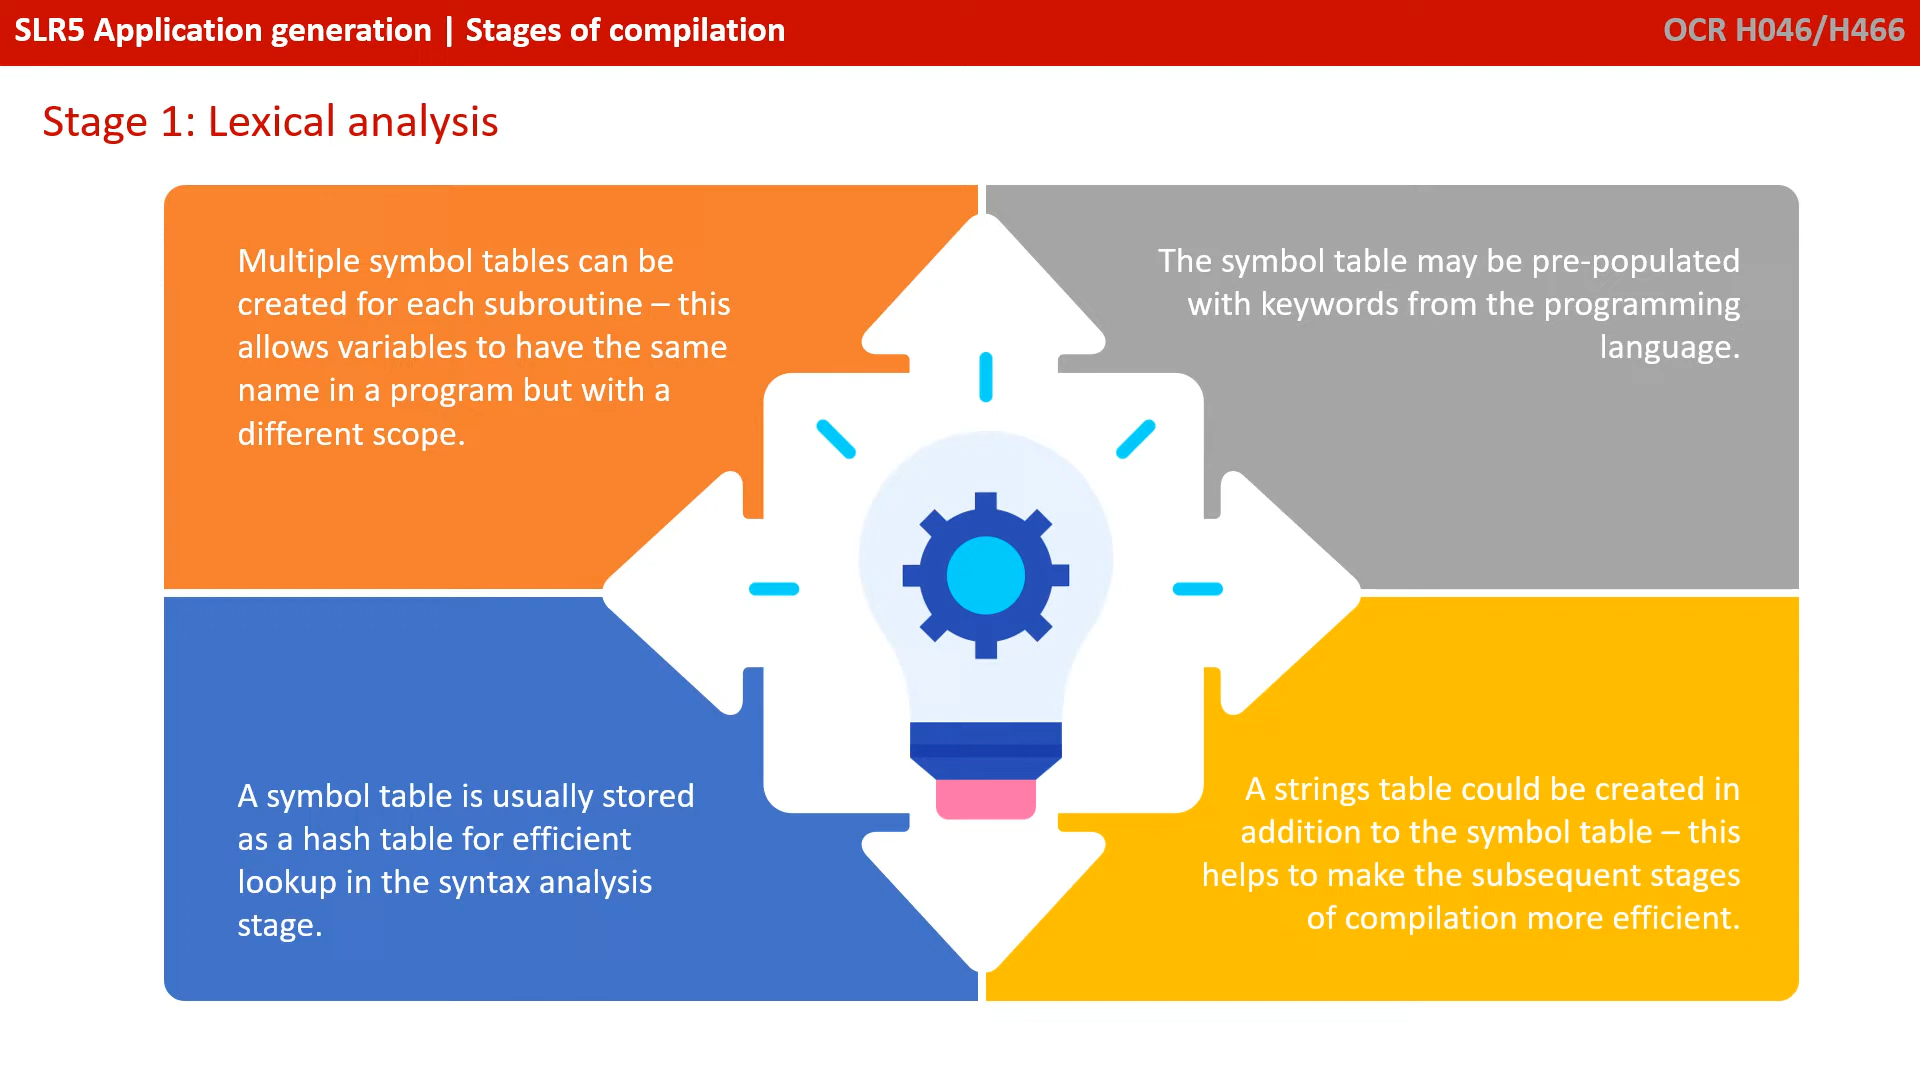 SLR5 Application generation | Stages of compilation
OCR H046/H466
Stage 1: Lexical analysis
Multiple symbol tables can be
created for each subroutine – this
allows variables to have the same
name in a program but with a
different scope.
The symbol table may be pre-populated
with keywords from the programming
language.
A symbol table is usually stored
as a hash table for efficient
lookup in the syntax analysis
stage.
A strings table could be created in
addition to the symbol table – this
helps to make the subsequent stages
of compilation more efficient.